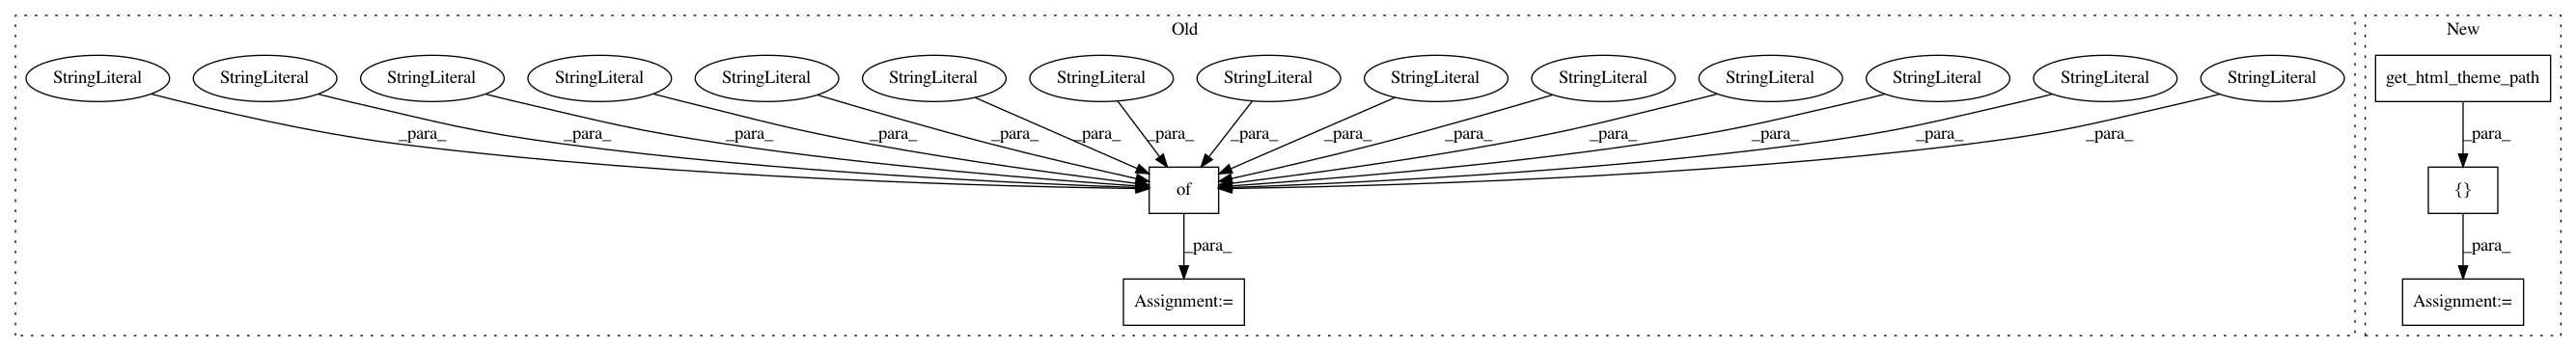 Old
New
StringLiteral StringLiteral StringLiteral StringLiteral StringLiteral StringLiteral StringLiteral StringLiteral StringLiteral StringLiteral StringLiteral StringLiteral StringLiteral StringLiteral
get_html_theme_path
_para_ _para_ _para_ _para_ _para_ _para_ _para_ _para_ _para_ _para_ _para_ _para_ _para_ _para_
_para_
of
{}
_para_
_para_
Assignment:=
Assignment:=